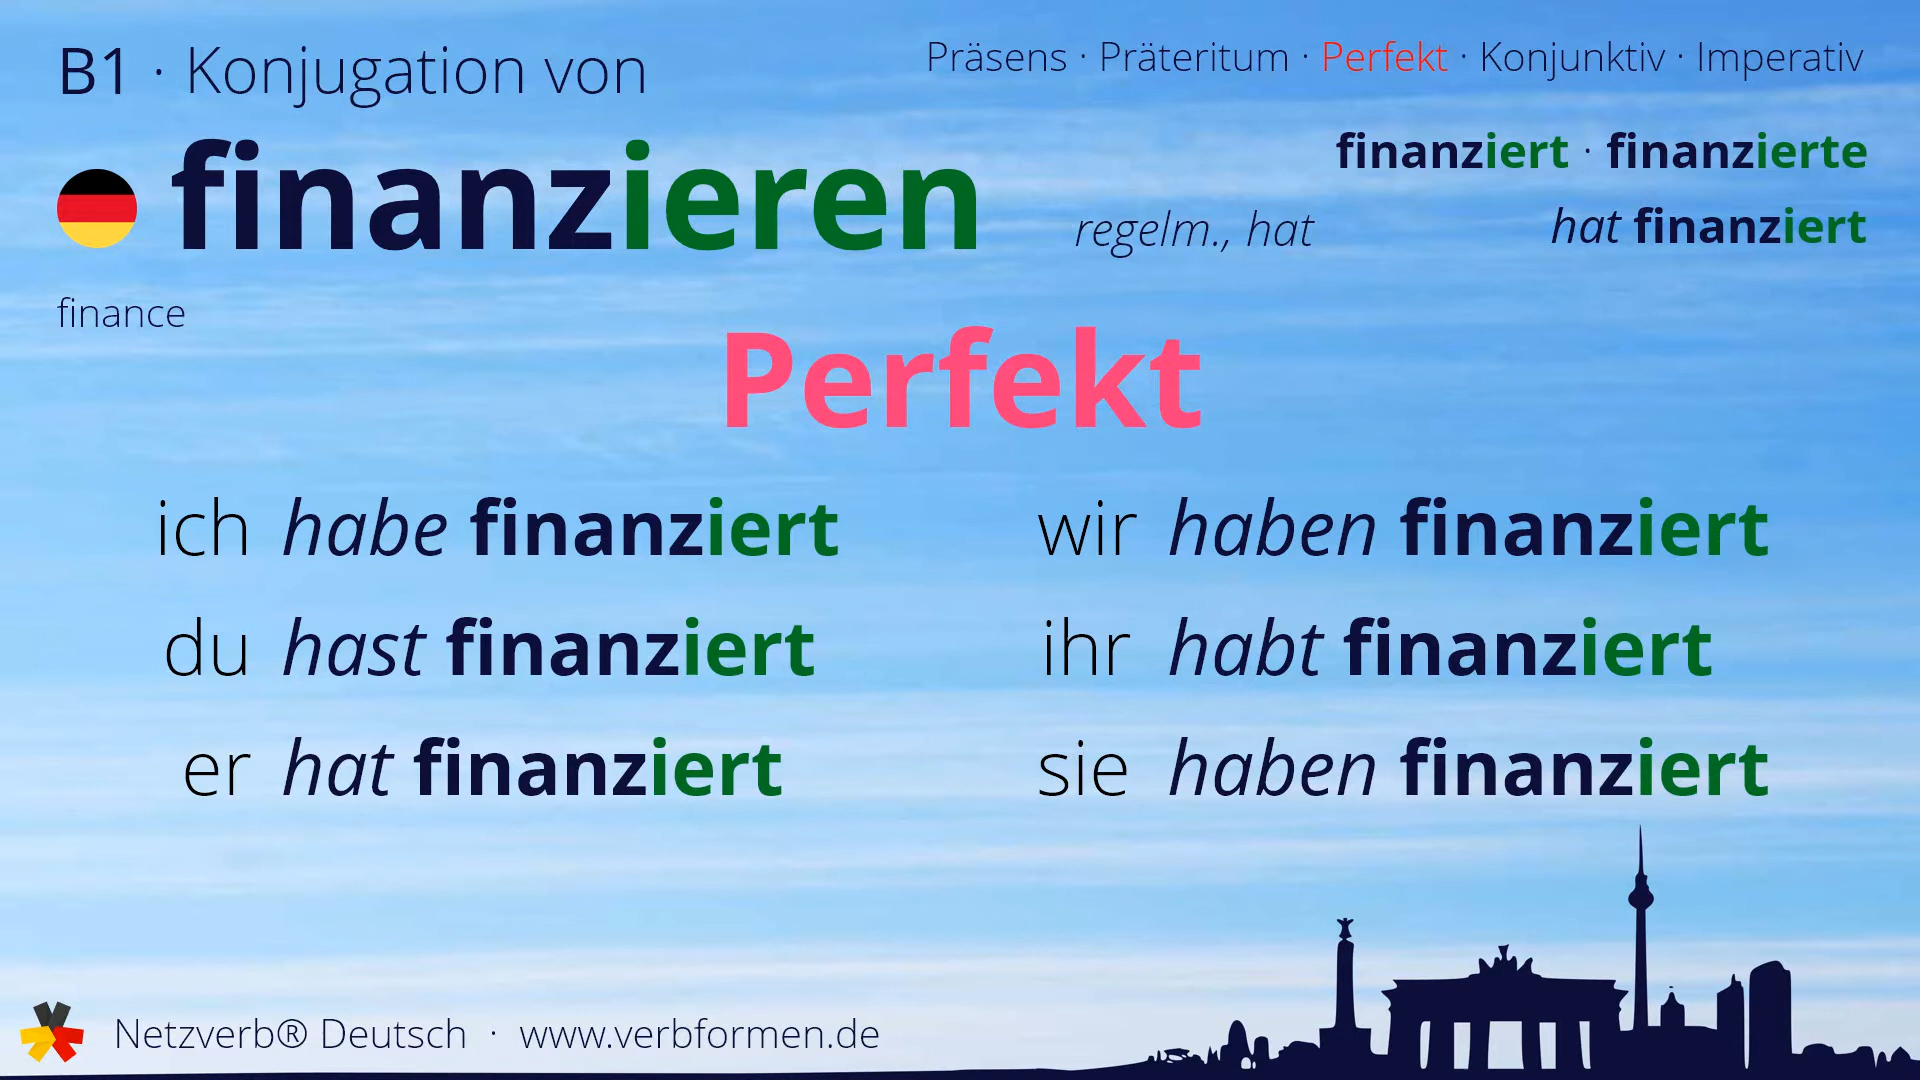 B1 · Konjugation von
Präsens · Präteritum · Perfekt · Konjunktiv · Imperativ
finanzieren
regelm., hat
finanziert · finanzierte
hat finanziert
finance
Perfekt
ich habe finanziert
du hast finanziert
er hat finanziert
wir haben finanziert
ihr habt finanziert
sie haben finanziert
Netzverb® Deutsch · www.verbformen.de